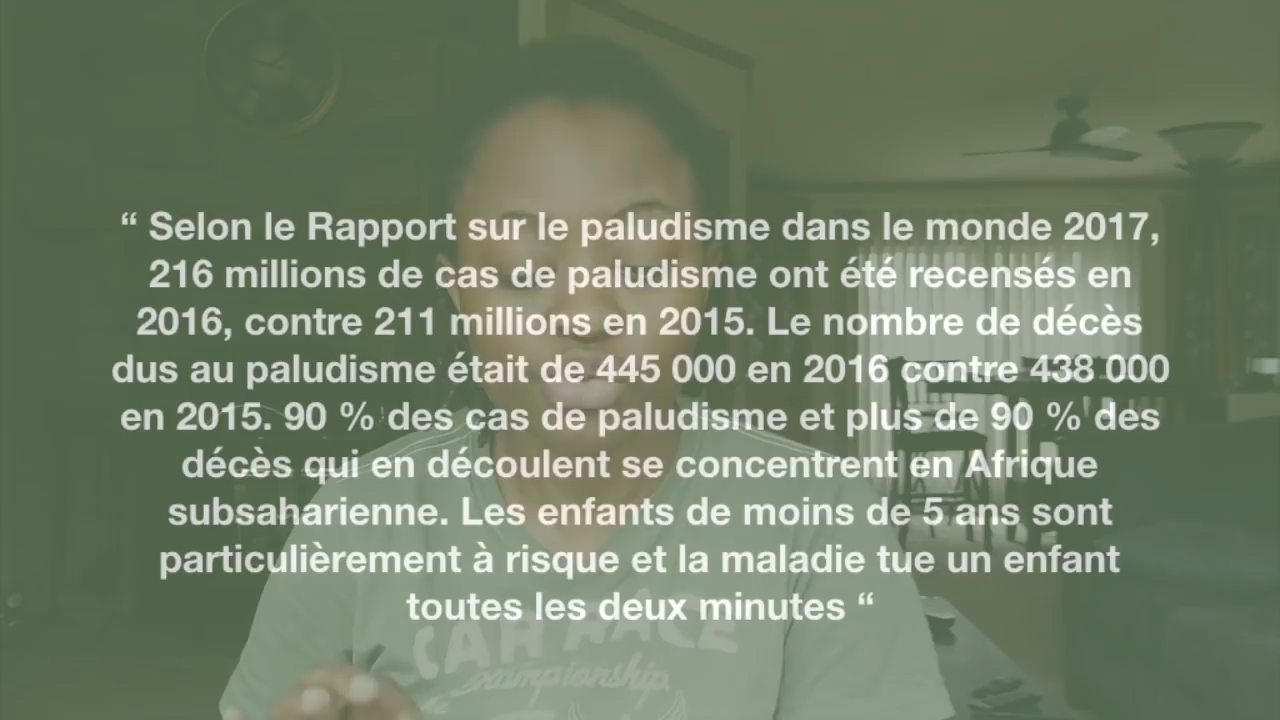 “ Selon le Rapport sur le paludisme dans le monde 2017,
216 millions de cas de paludisme ont été recensés en
2016, contre 211 millions en 2015. Le nombre de décès
dus au paludisme était de 445 000 en 2016 contre 438 000
en 2015. 90 % des cas de paludisme et plus de 90 % des
décès qui en découlent se concentrent en Afrique
subsaharienne. Les enfants de moins de 5 ans sont
particulièrement à risque et la maladie tue un enfant
toutes les deux minutes “
championship